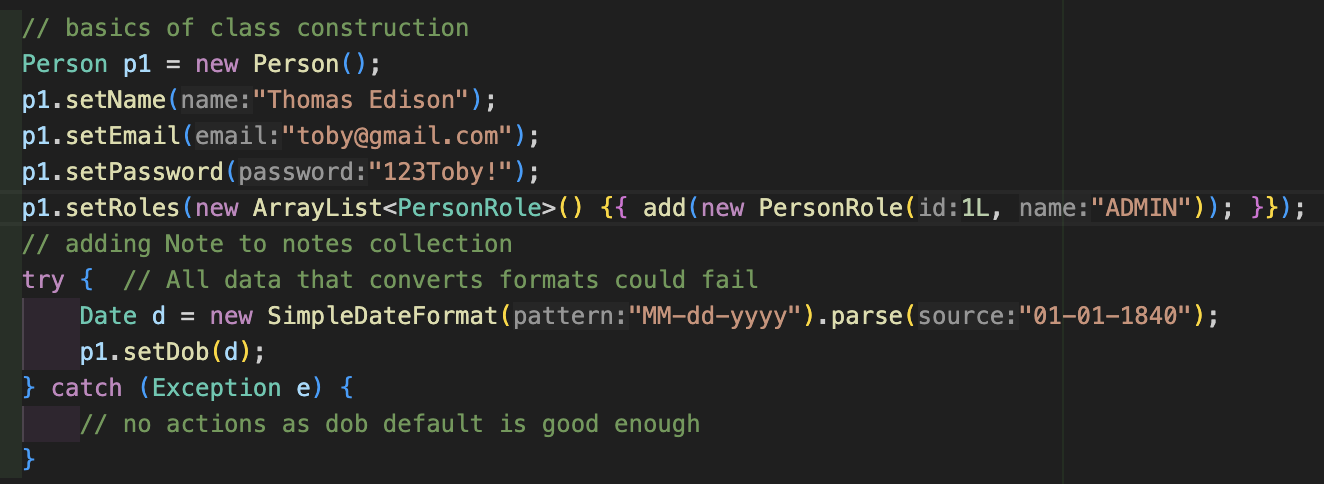 // basics of class construction
Person p1 = new Person();
p1.setName(name:"Thomas Edison");
p1.setEmail(email:"toby@gmail.com");
p1.setPassword(password:"123Toby!");
p1.setRoles(new ArrayList<PersonRole>() {{ add(new PersonRole(id:1L, name:"ADMIN")); }});
// adding Note to notes collection
try {  // All data that converts formats could fail
    Date d = new SimpleDateFormat(pattern:"MM-dd-yyyy").parse(source:"01-01-1840");
    p1.setDob(d);
} catch (Exception e) {
    // no actions as dob default is good enough
}